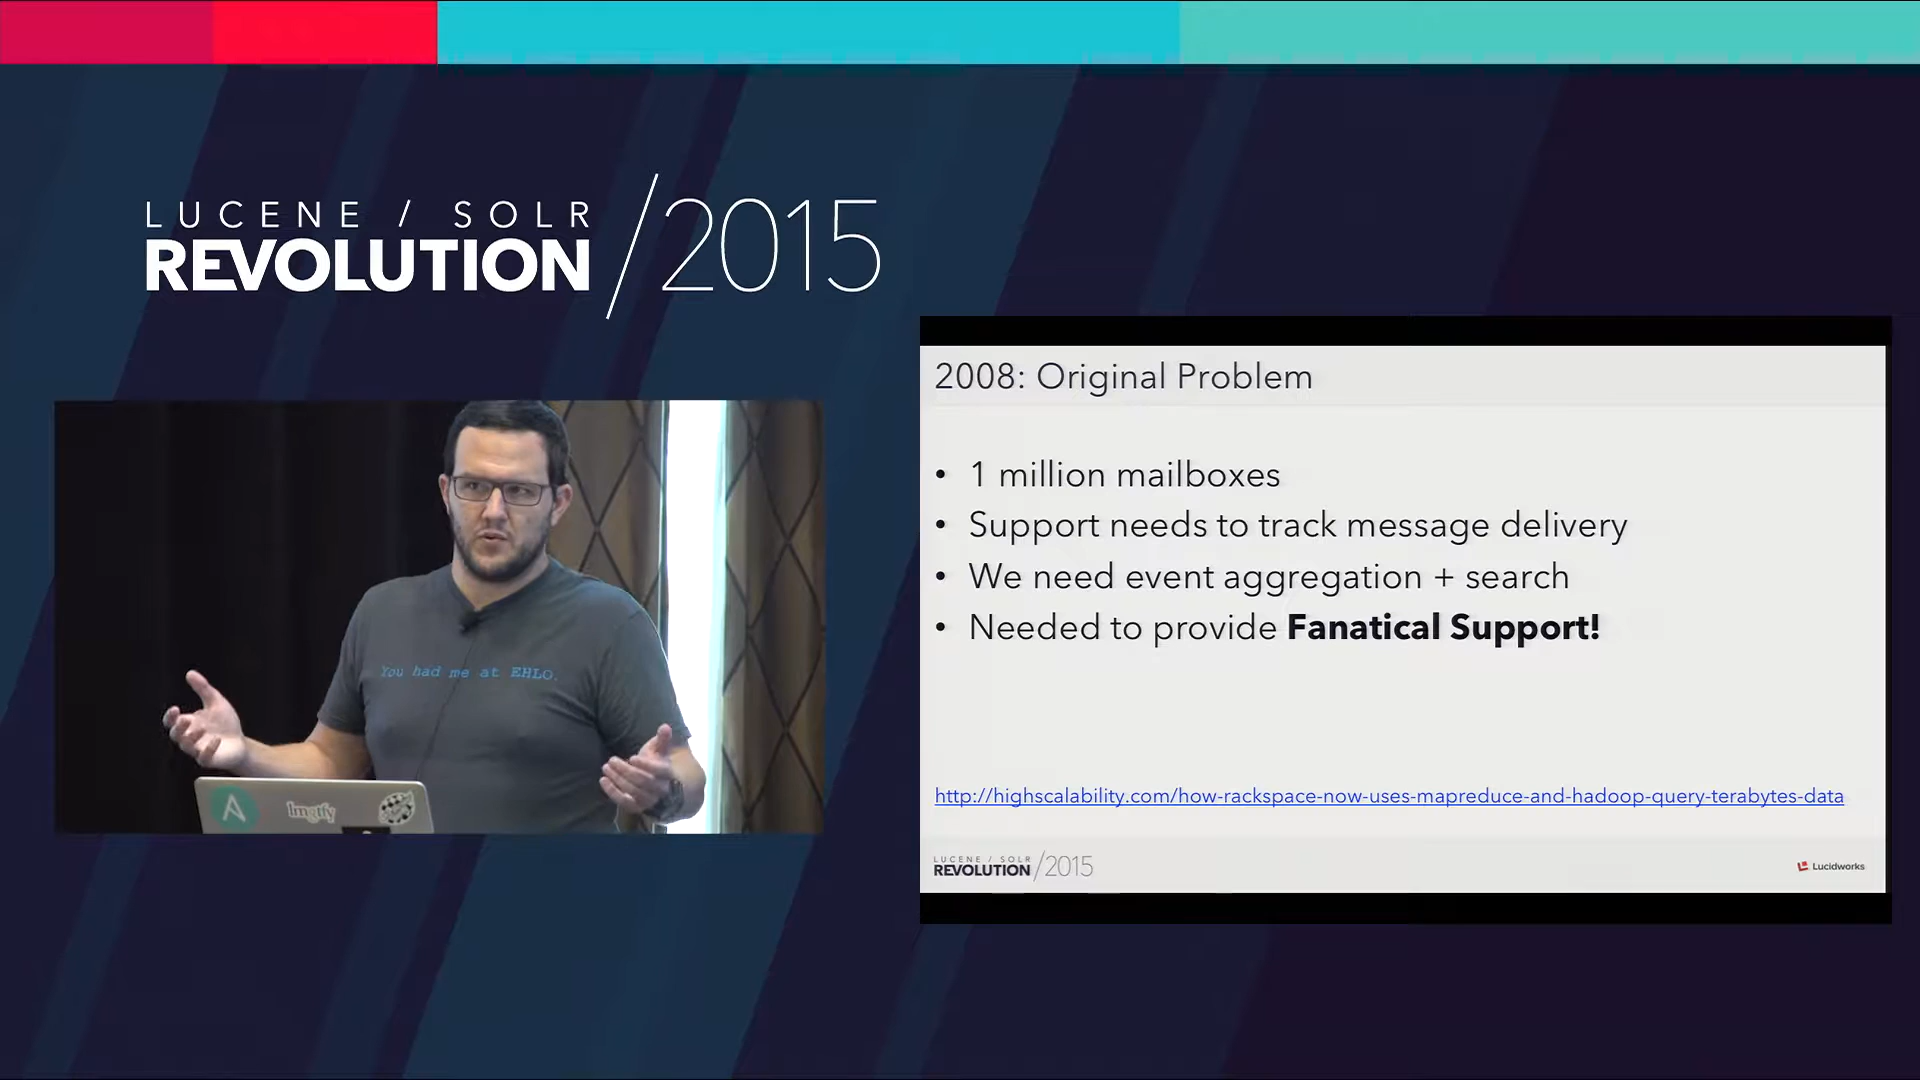 LUCENE / SOLR
REVOLUTION /2015
2008: Original Problem
• 1 million mailboxes
• Support needs to track message delivery
• We need event aggregation + search
• Needed to provide Fanatical Support!
http://highscalability.com/how-rackspace-now-uses-mapreduce-and-hadoop-query-terabytes-data
LUCENE / SOLR
REVOLUTION /2015
Lucidworks
You had me at EHLO.
lmgtfy